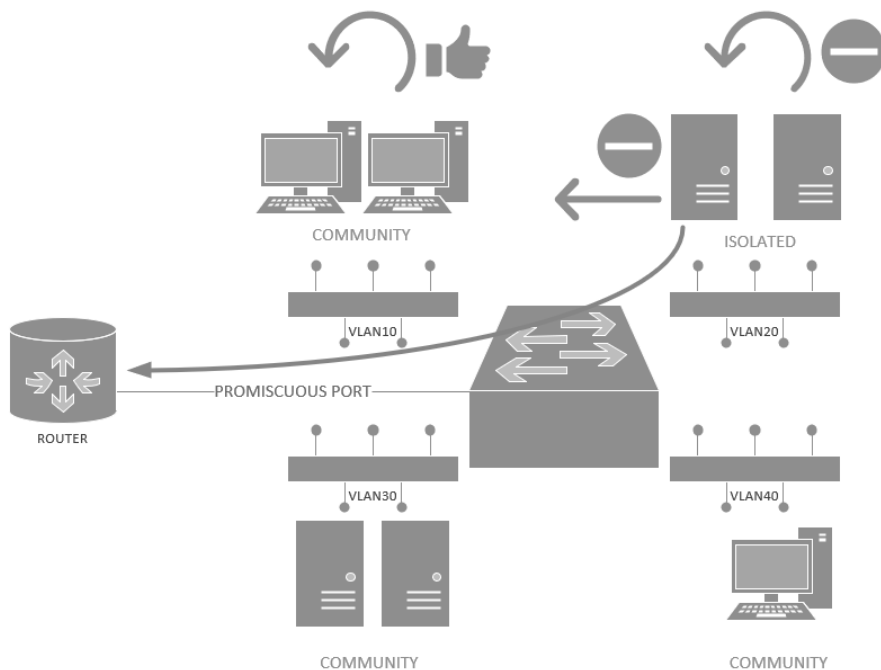 COMMUNITY
ISOLATED
VLAN10
VLAN20
PROMISCUOUS PORT
ROUTER
VLAN30
VLAN40
COMMUNITY
COMMUNITY